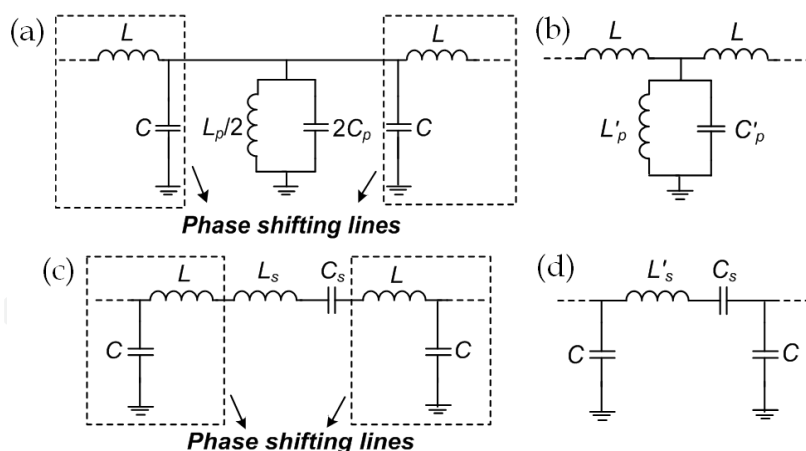 (a)
L
L
C
Lp/2
2Cp
C
Phase shifting lines
(b)
L
L
L'p
C'p
(c)
L
Ls
Cs
L
C
C
Phase shifting lines
(d)
L's
Cs
C
C